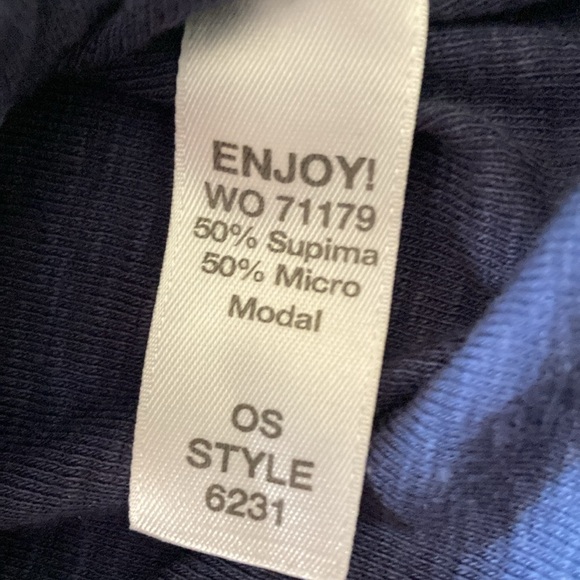 ENJOY!
WO 71179
50% Supima
50% Micro
Modal
OS
STYLE
6231